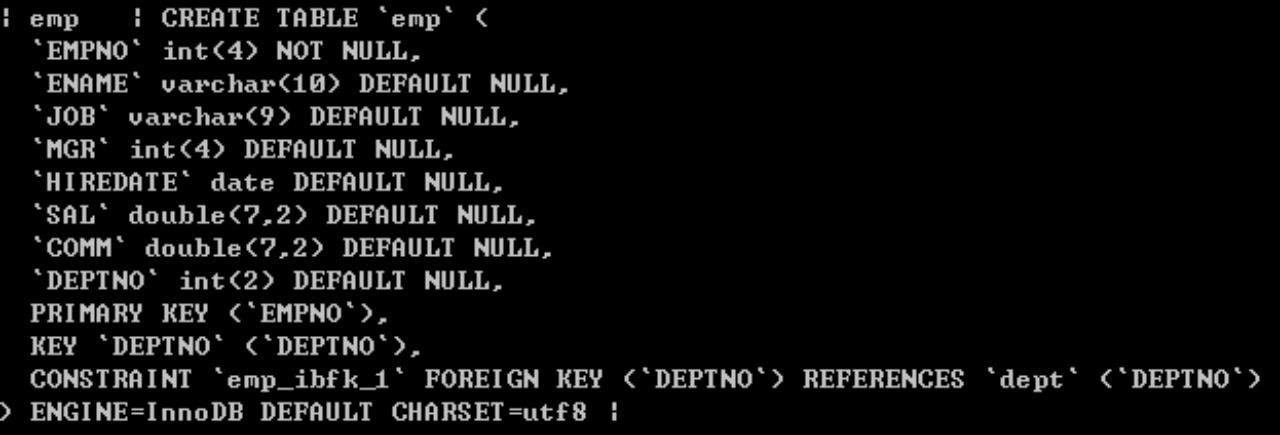 | emp   | CREATE TABLE `emp` (
  `EMPNO` int(4) NOT NULL,
  `ENAME` varchar(10) DEFAULT NULL,
  `JOB` varchar(9) DEFAULT NULL,
  `MGR` int(4) DEFAULT NULL,
  `HIREDATE` date DEFAULT NULL,
  `SAL` double(7,2) DEFAULT NULL,
  `COMM` double(7,2) DEFAULT NULL,
  `DEPTNO` int(2) DEFAULT NULL,
  PRIMARY KEY (`EMPNO`),
  KEY `DEPTNO` (`DEPTNO`),
  CONSTRAINT `emp_ibfk_1` FOREIGN KEY (`DEPTNO`) REFERENCES `dept` (`DEPTNO`)
) ENGINE=InnoDB DEFAULT CHARSET=utf8 |